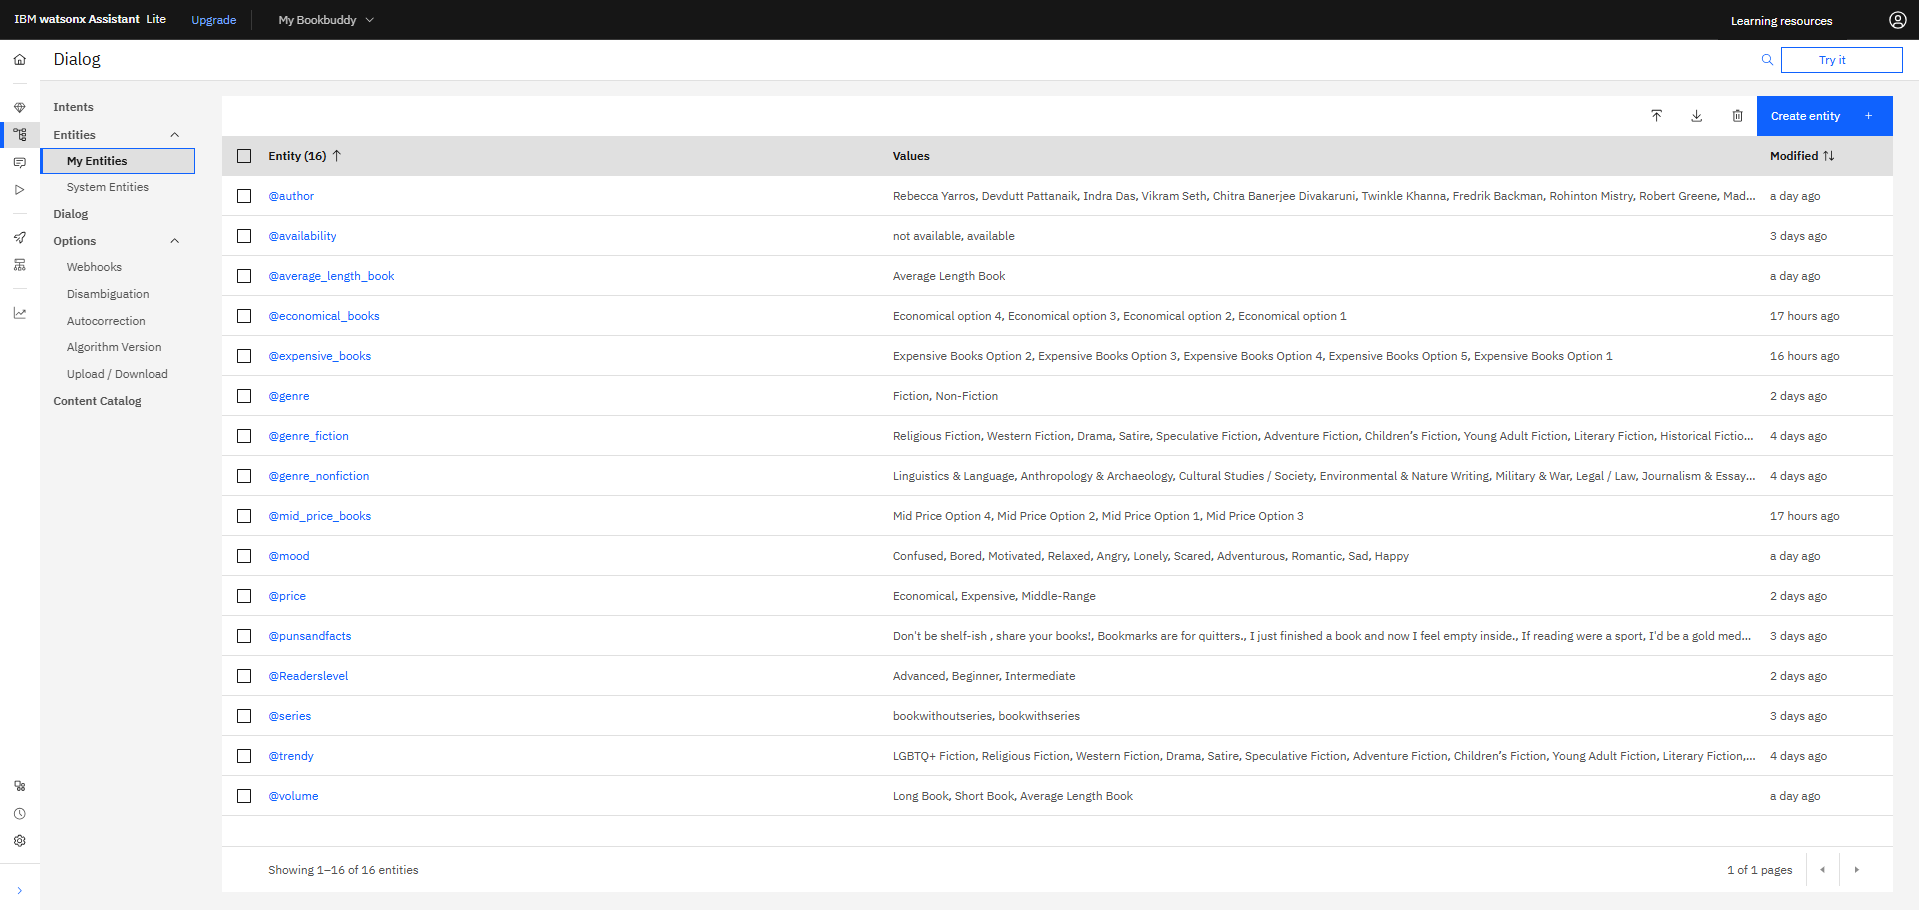 IBM watsonx Assistant Lite Upgrade My Bookbuddy Learning resources
Dialog Try it
Intents
Entities
My Entities
System Entities
Dialog
Options
Webhooks
Disambiguation
Autocorrection
Algorithm Version
Upload / Download
Content Catalog
Create entity +
Entity (16) Values Modified
@author Rebecca Yarros, Devdutt Pattanaik, Indra Das, Vikram Seth, Chitra Banerjee Divakaruni, Twinkle Khanna, Fredrik Backman, Rohinton Mistry, Robert Greene, Mad... a day ago
@availability not available, available 3 days ago
@average_length_book Average Length Book a day ago
@economical_books Economical option 4, Economical option 3, Economical option 2, Economical option 1 17 hours ago
@expensive_books Expensive Books Option 2, Expensive Books Option 3, Expensive Books Option 4, Expensive Books Option 5, Expensive Books Option 1 16 hours ago
@genre Fiction, Non-Fiction 2 days ago
@genre_fiction Religious Fiction, Western Fiction, Drama, Satire, Speculative Fiction, Adventure Fiction, Children’s Fiction, Young Adult Fiction, Literary Fiction, Historical Fictio... 4 days ago
@genre_nonfiction Linguistics & Language, Anthropology & Archaeology, Cultural Studies / Society, Environmental & Nature Writing, Military & War, Legal / Law, Journalism & Essay... 4 days ago
@mid_price_books Mid Price Option 4, Mid Price Option 2, Mid Price Option 1, Mid Price Option 3 17 hours ago
@mood Confused, Bored, Motivated, Relaxed, Angry, Lonely, Scared, Adventurous, Romantic, Sad, Happy a day ago
@price Economical, Expensive, Middle-Range 2 days ago
@punsandfacts Don't be shelf-ish , share your books!, Bookmarks are for quitters., I just finished a book and now I feel empty inside., If reading were a sport, I'd be a gold med... 3 days ago
@Readerslevel Advanced, Beginner, Intermediate 2 days ago
@series bookwithoutseries, bookwithseries 3 days ago
@trendy LGBTQ+ Fiction, Religious Fiction, Western Fiction, Drama, Satire, Speculative Fiction, Adventure Fiction, Children’s Fiction, Young Adult Fiction, Literary Fiction,... 4 days ago
@volume Long Book, Short Book, Average Length Book a day ago
Showing 1–16 of 16 entities 1 of 1 pages